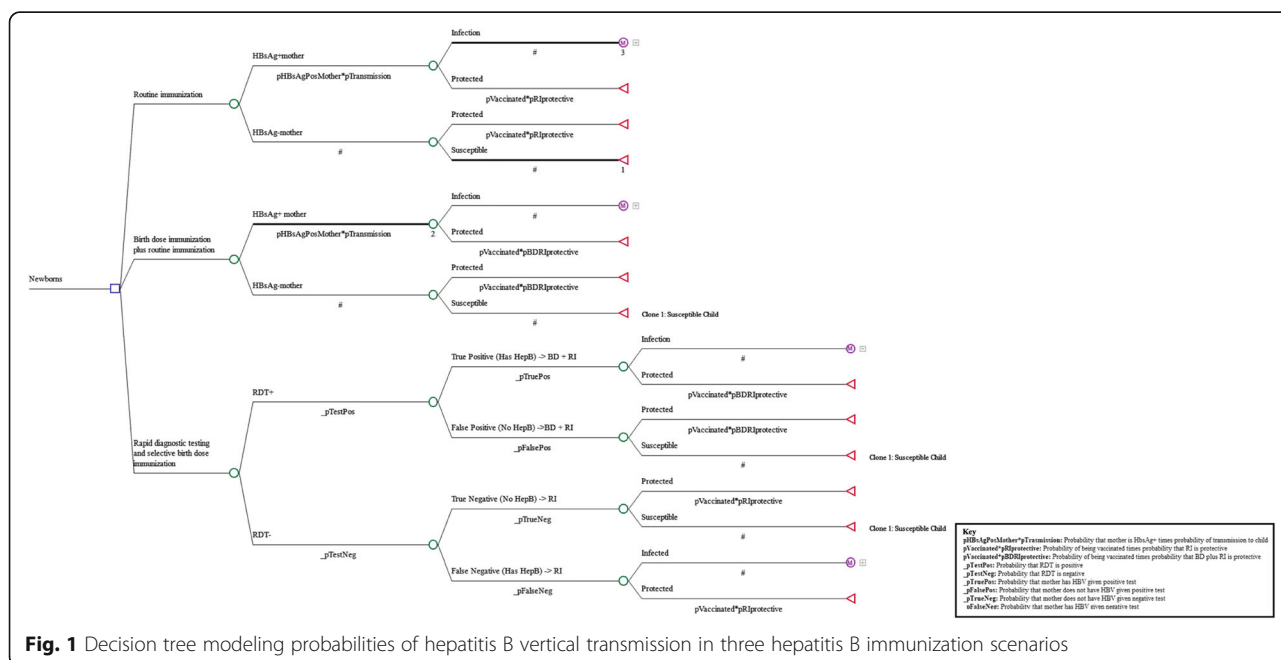 Infection
#
M
3
HBsAg+mother
pHBsAgPosMother*pTransmission
Protected
pVaccinated*pRIprotective
Routine immunization
Protected
pVaccinated*pRIprotective
HBsAg-mother
#
Susceptible
#
1
Infection
#
M
HBsAg+ mother
pHBsAgPosMother*pTransmission
2
Protected
pVaccinated*pBDRIprotective
Birth dose immunization
plus routine immunization
Protected
pVaccinated*pBDRIprotective
Newborns
HBsAg-mother
#
Susceptible
#
Clone 1: Susceptible Child
Infection
#
M
True Positive (Has HepB) -> BD + RI
_pTruePos
Protected
pVaccinated*pBDRIprotective
RDT+
_pTestPos
Protected
pVaccinated*pBDRIprotective
False Positive (No HepB) ->BD + RI
_pFalsePos
Susceptible
#
Clone 1: Susceptible Child
Rapid diagnostic testing
and selective birth dose
immunization
Protected
pVaccinated*pRIprotective
True Negative (No HepB) -> RI
_pTrueNeg
Susceptible
#
Clone 1: Susceptible Child
RDT-
_pTestNeg
Infected
#
M
False Negative (Has HepB) -> RI
_pFalseNeg
Protected
pVaccinated*pRIprotective
Key
pHBsAgPosMother*pTrasmission: Probability that mother is HbsAg+ times probability of transmission to child
pVaccinated*pRIprotective: Probability of being vaccinated times probability that RI is protective
pVaccinated*pBDRIprotective: Probability of being vaccinated times probability that BD plus RI is protective
_pTestPos: Probability that RDT is positive
_pTestNeg: Probability that RDT is negative
_pTruePos: Probability that mother has HBV given positive test
_pFalsePos: Probability that mother does not have HBV given positive test
_pTrueNeg: Probability that mother does not have HBV given negative test
_pFalseNeg: Probability that mother has HBV given negative test
Fig. 1 Decision tree modeling probabilities of hepatitis B vertical transmission in three hepatitis B immunization scenarios